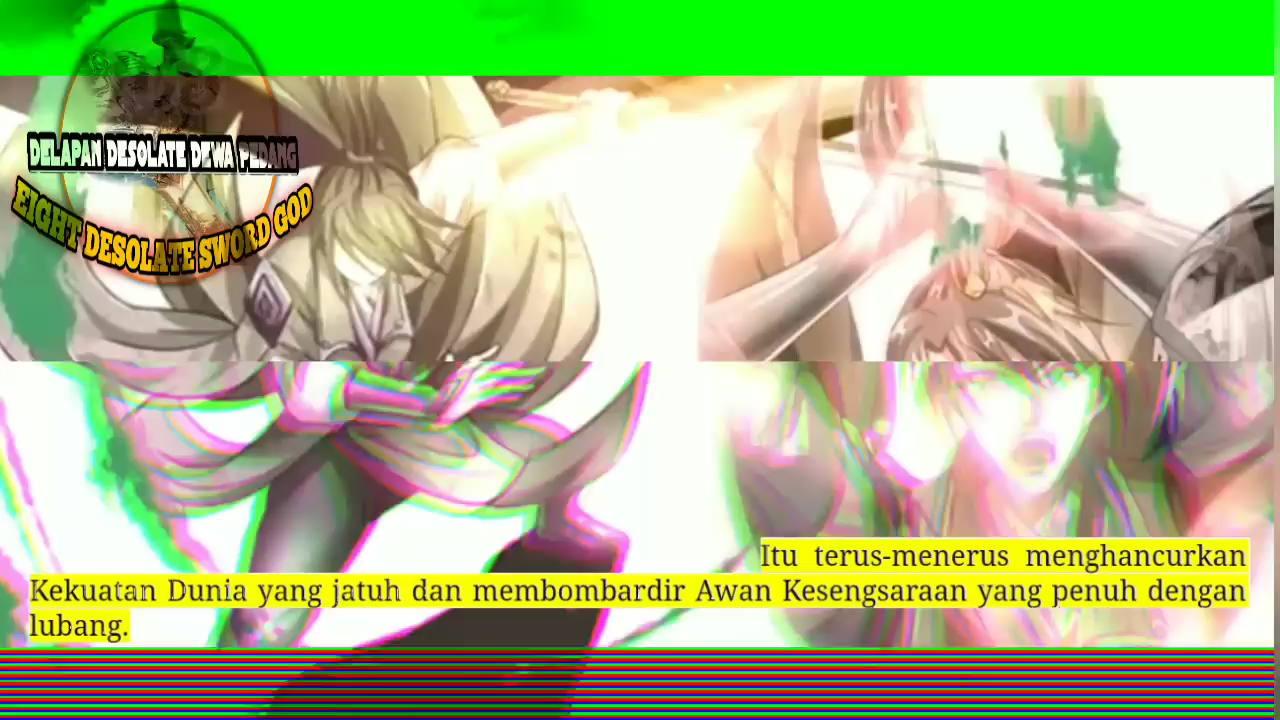 DELAPAN DESOLATE DEWA PEDANG
EIGHT DESOLATE SWORD GOD
Itu terus-menerus menghancurkan
Kekuatan Dunia yang jatuh dan membombardir Awan Kesengsaraan yang penuh dengan
lubang.